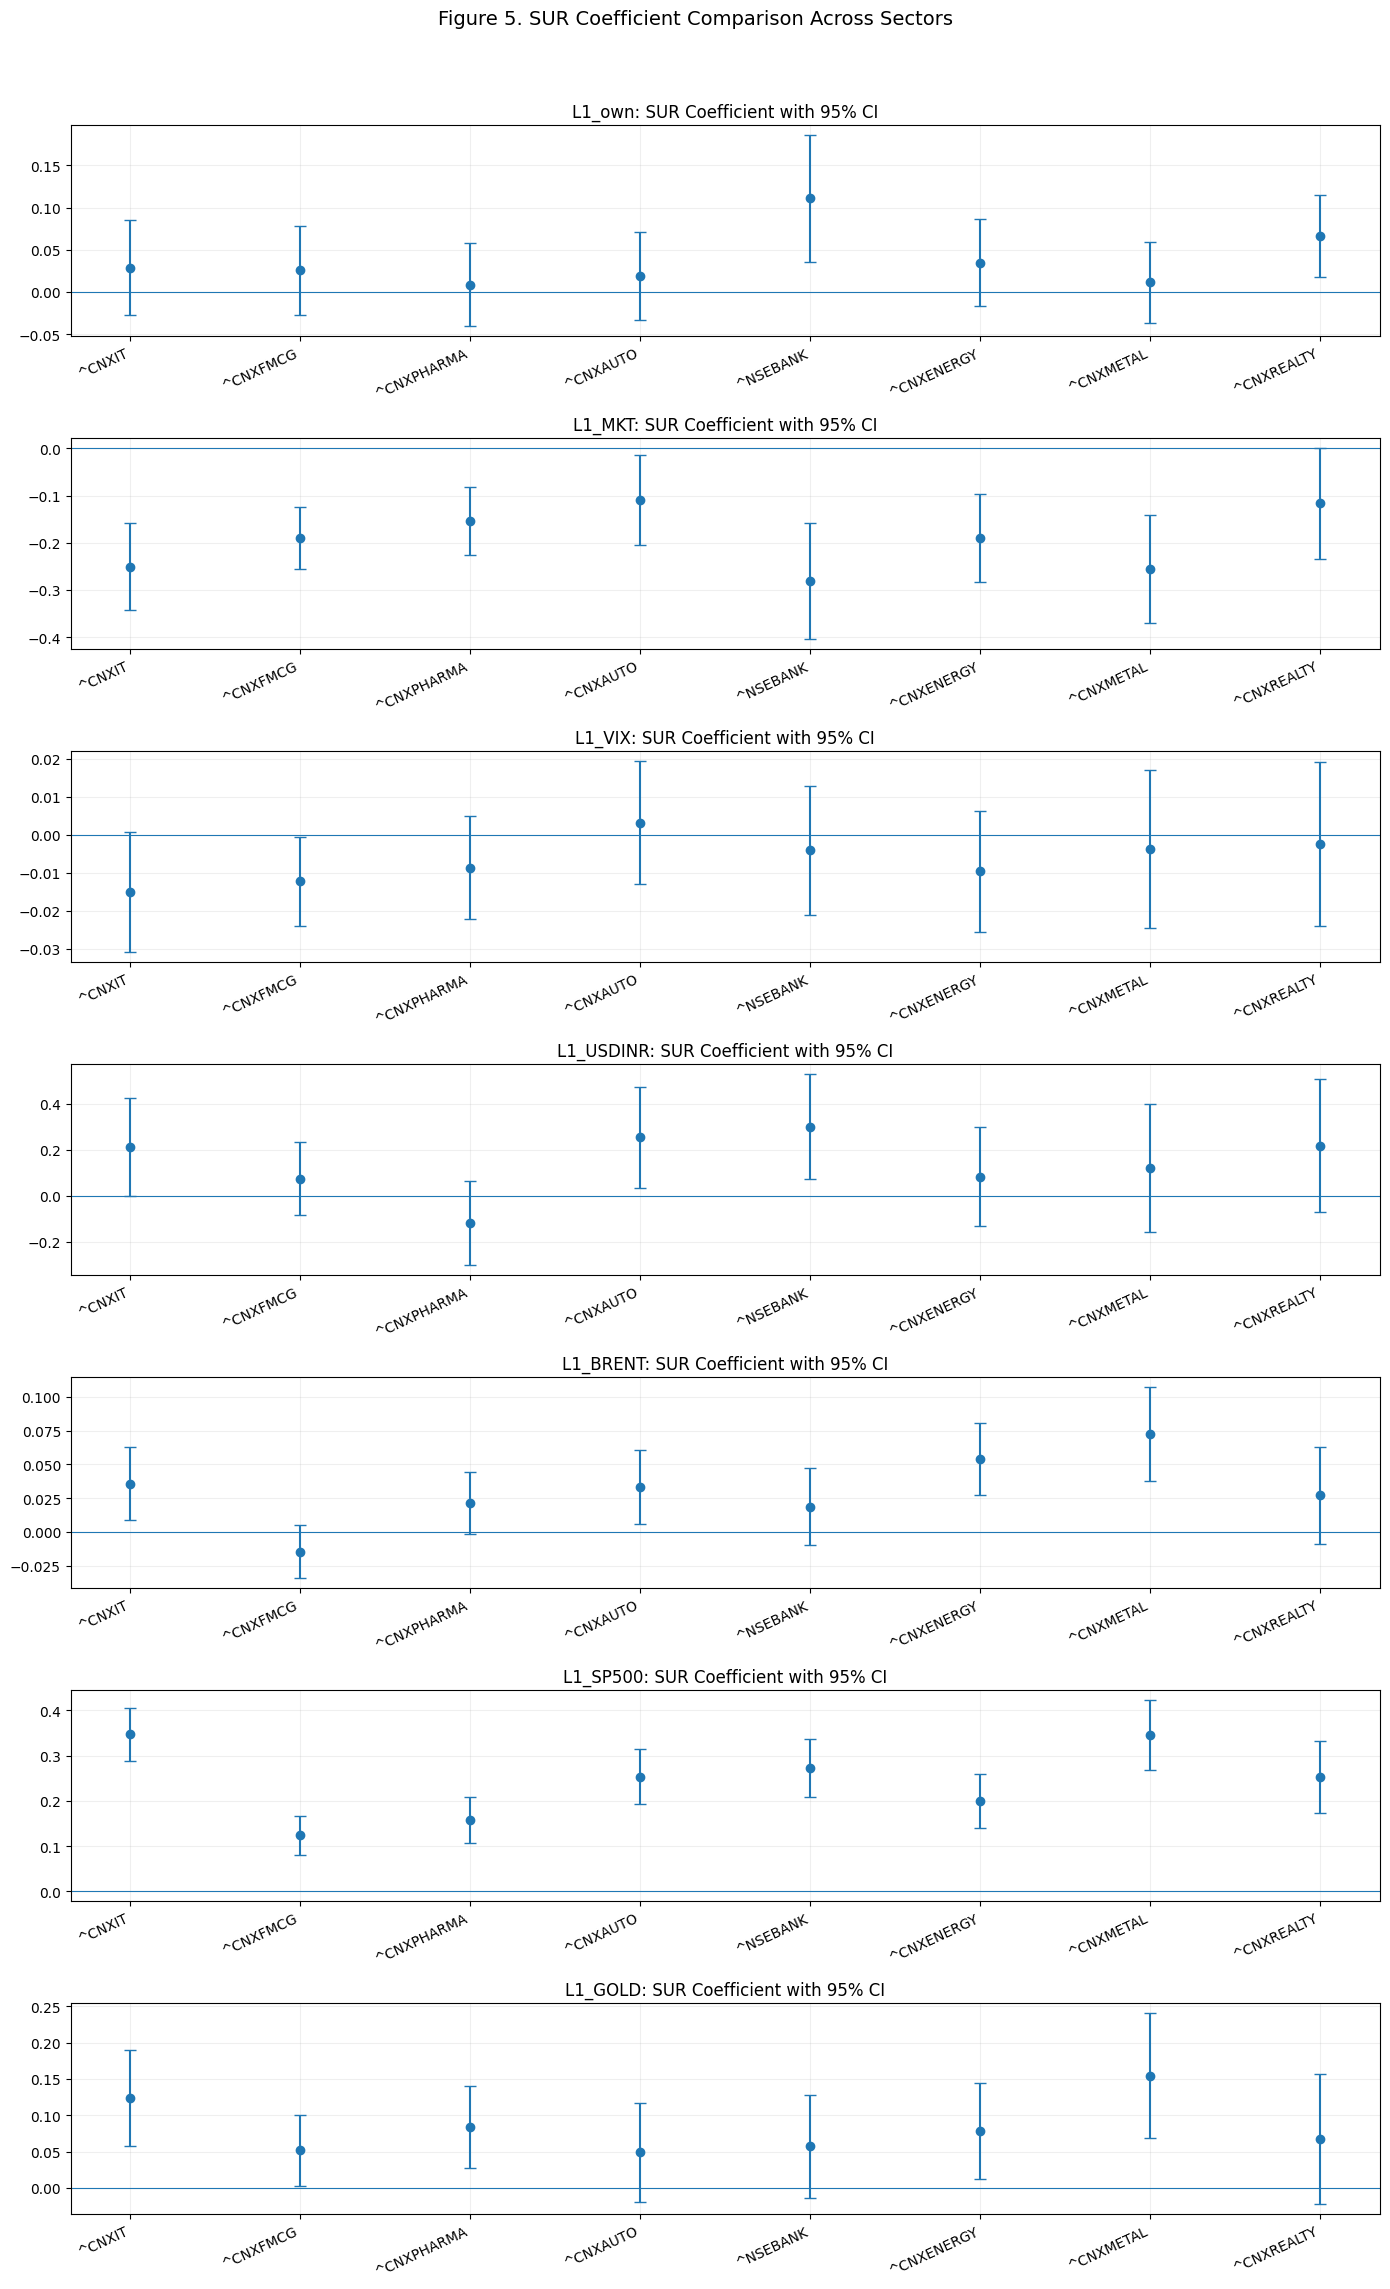 Figure 5. SUR Coefficient Comparison Across Sectors
L1_own: SUR Coefficient with 95% CI
0.15
0.10
0.05
0.00
−0.05
^CNXIT
^CNXFMCG
^CNXPHARMA
^CNXAUTO
^NSEBANK
^CNXENERGY
^CNXMETAL
^CNXREALTY
L1_MKT: SUR Coefficient with 95% CI
0.0
−0.1
−0.2
−0.3
−0.4
^CNXIT
^CNXFMCG
^CNXPHARMA
^CNXAUTO
^NSEBANK
^CNXENERGY
^CNXMETAL
^CNXREALTY
L1_VIX: SUR Coefficient with 95% CI
0.02
0.01
0.00
−0.01
−0.02
−0.03
^CNXIT
^CNXFMCG
^CNXPHARMA
^CNXAUTO
^NSEBANK
^CNXENERGY
^CNXMETAL
^CNXREALTY
L1_USDINR: SUR Coefficient with 95% CI
0.4
0.2
0.0
−0.2
^CNXIT
^CNXFMCG
^CNXPHARMA
^CNXAUTO
^NSEBANK
^CNXENERGY
^CNXMETAL
^CNXREALTY
L1_BRENT: SUR Coefficient with 95% CI
0.100
0.075
0.050
0.025
0.000
−0.025
^CNXIT
^CNXFMCG
^CNXPHARMA
^CNXAUTO
^NSEBANK
^CNXENERGY
^CNXMETAL
^CNXREALTY
L1_SP500: SUR Coefficient with 95% CI
0.4
0.3
0.2
0.1
0.0
^CNXIT
^CNXFMCG
^CNXPHARMA
^CNXAUTO
^NSEBANK
^CNXENERGY
^CNXMETAL
^CNXREALTY
L1_GOLD: SUR Coefficient with 95% CI
0.25
0.20
0.15
0.10
0.05
0.00
^CNXIT
^CNXFMCG
^CNXPHARMA
^CNXAUTO
^NSEBANK
^CNXENERGY
^CNXMETAL
^CNXREALTY